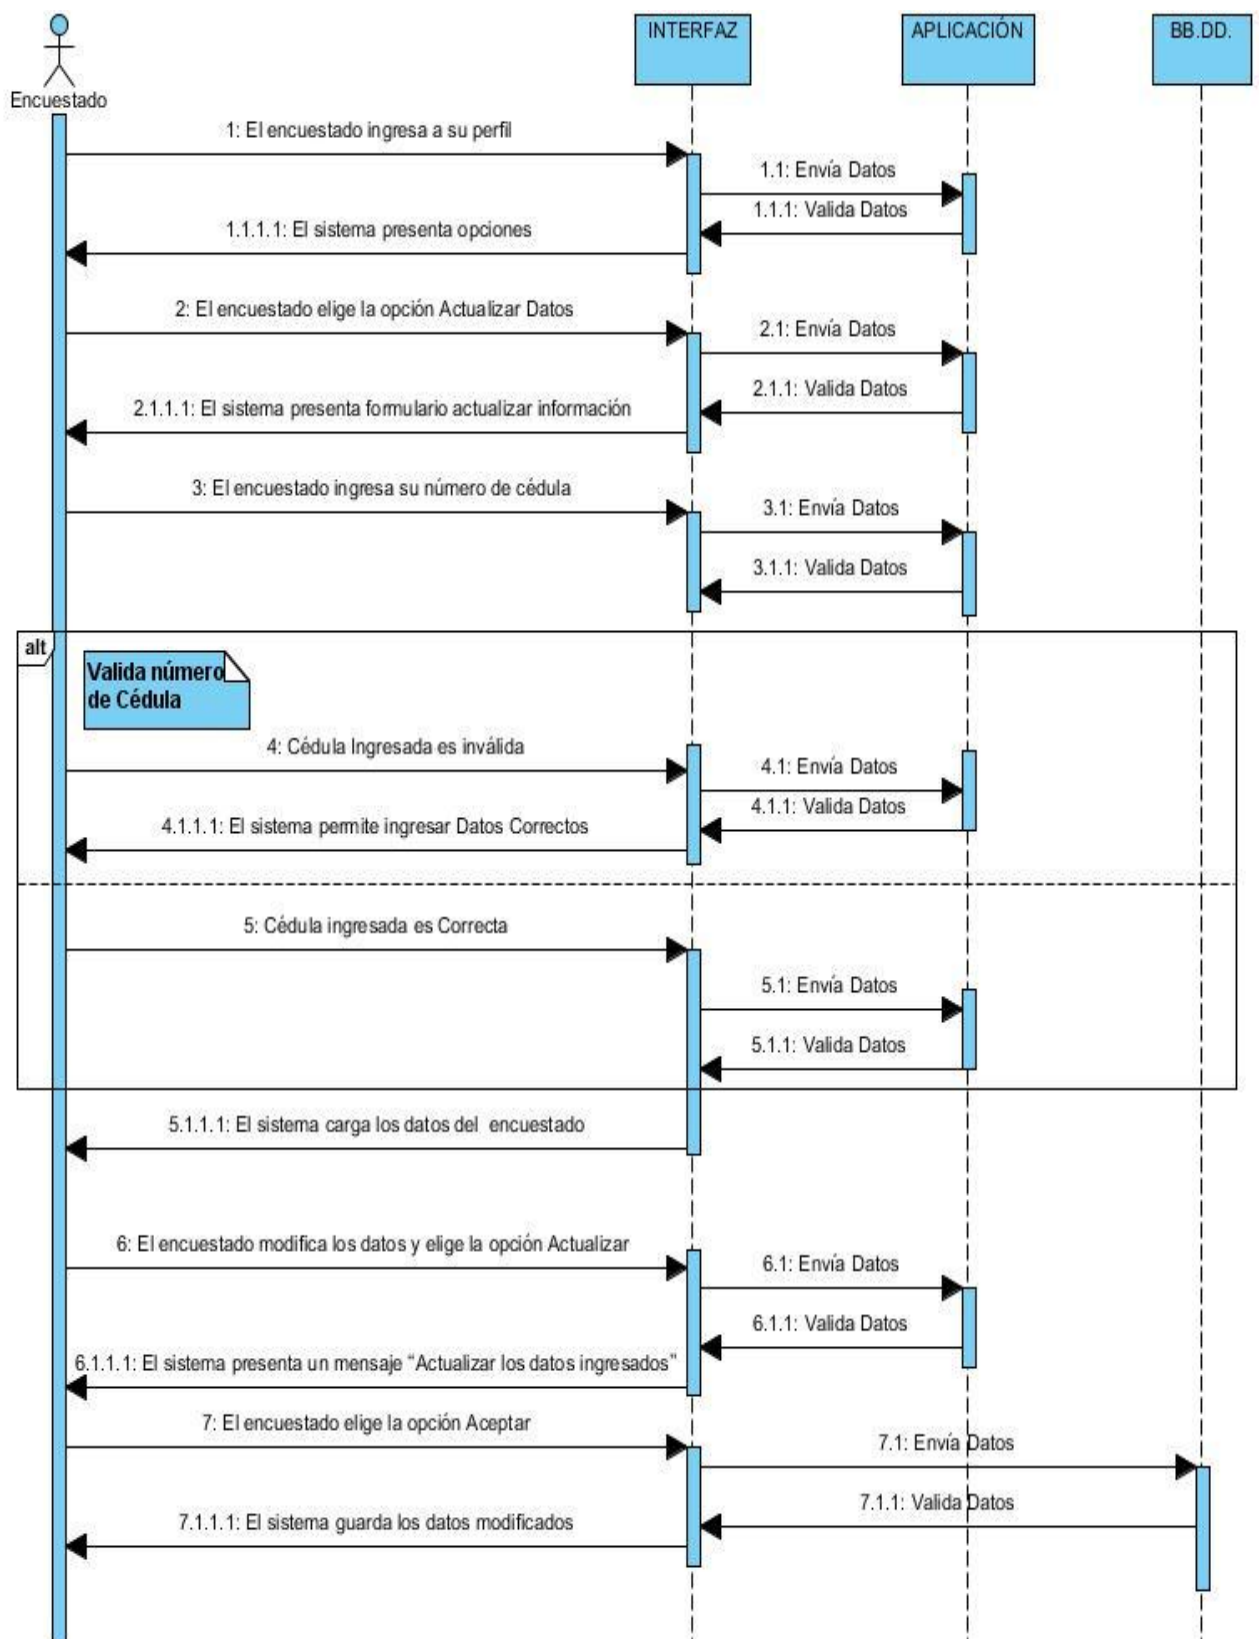 INTERFAZ
APLICACIÓN
BB.DD.
Encuestado
1: El encuestado ingresa a su perfil
1.1: Envía Datos
1.1.1: Valida Datos
1.1.1.1: El sistema presenta opciones
2: El encuestado elige la opción Actualizar Datos
2.1: Envía Datos
2.1.1: Valida Datos
2.1.1.1: El sistema presenta formulario actualizar información
3: El encuestado ingresa su número de cédula
3.1: Envía Datos
3.1.1: Valida Datos
alt
Valida número
de Cédula
4: Cédula Ingresada es inválida
4.1: Envía Datos
4.1.1: Valida Datos
4.1.1.1: El sistema permite ingresar Datos Correctos
5: Cédula ingresada es Correcta
5.1: Envía Datos
5.1.1: Valida Datos
5.1.1.1: El sistema carga los datos del encuestado
6: El encuestado modifica los datos y elige la opción Actualizar
6.1: Envía Datos
6.1.1: Valida Datos
6.1.1.1: El sistema presenta un mensaje “Actualizar los datos ingresados”
7: El encuestado elige la opción Aceptar
7.1: Envía Datos
7.1.1: Valida Datos
7.1.1.1: El sistema guarda los datos modificados